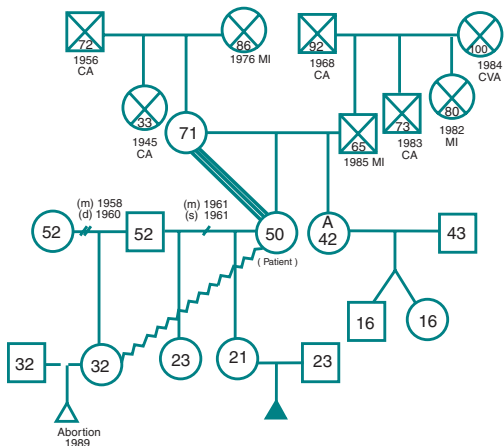 72
86
92
100
1956
CA
1976 MI
1968
CA
1984
CVA
33
71
65
73
80
1945
CA
1985 MI
1983
CA
1982
MI
(m) 1958
(d) 1960
(m) 1961
(s) 1961
52
52
50
A
42
43
(Patient)
16
16
32
32
23
21
23
Abortion
1989